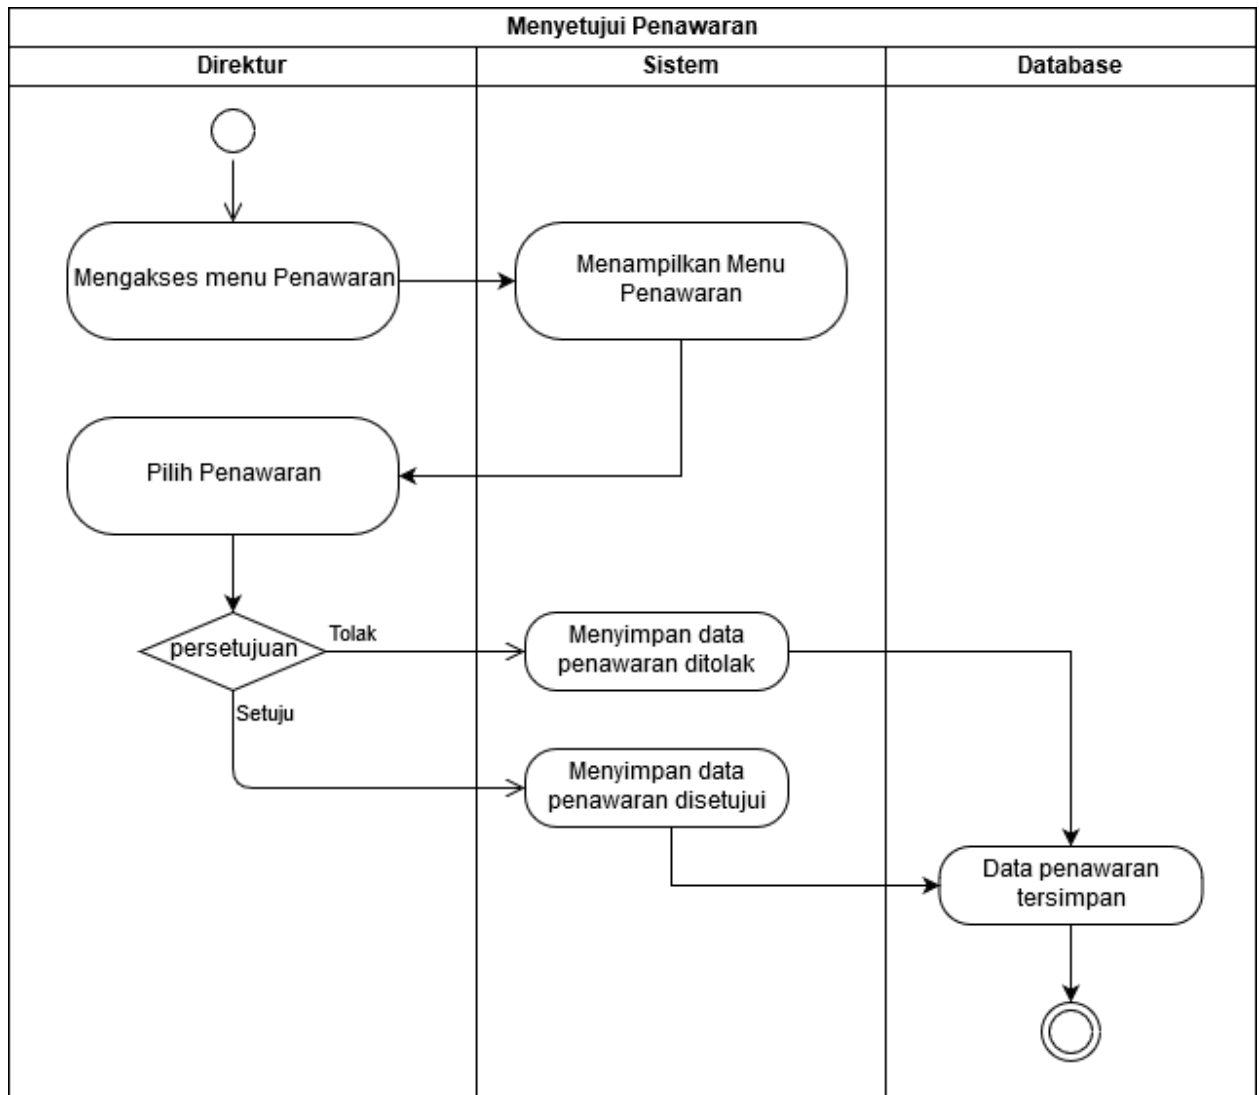 Menyetujui Penawaran
Direktur
Sistem
Database
Mengakses menu Penawaran
Menampilkan Menu
Penawaran
Pilih Penawaran
persetujuan
Tolak
Menyimpan data
penawaran ditolak
Setuju
Menyimpan data
penawaran disetujui
Data penawaran
tersimpan